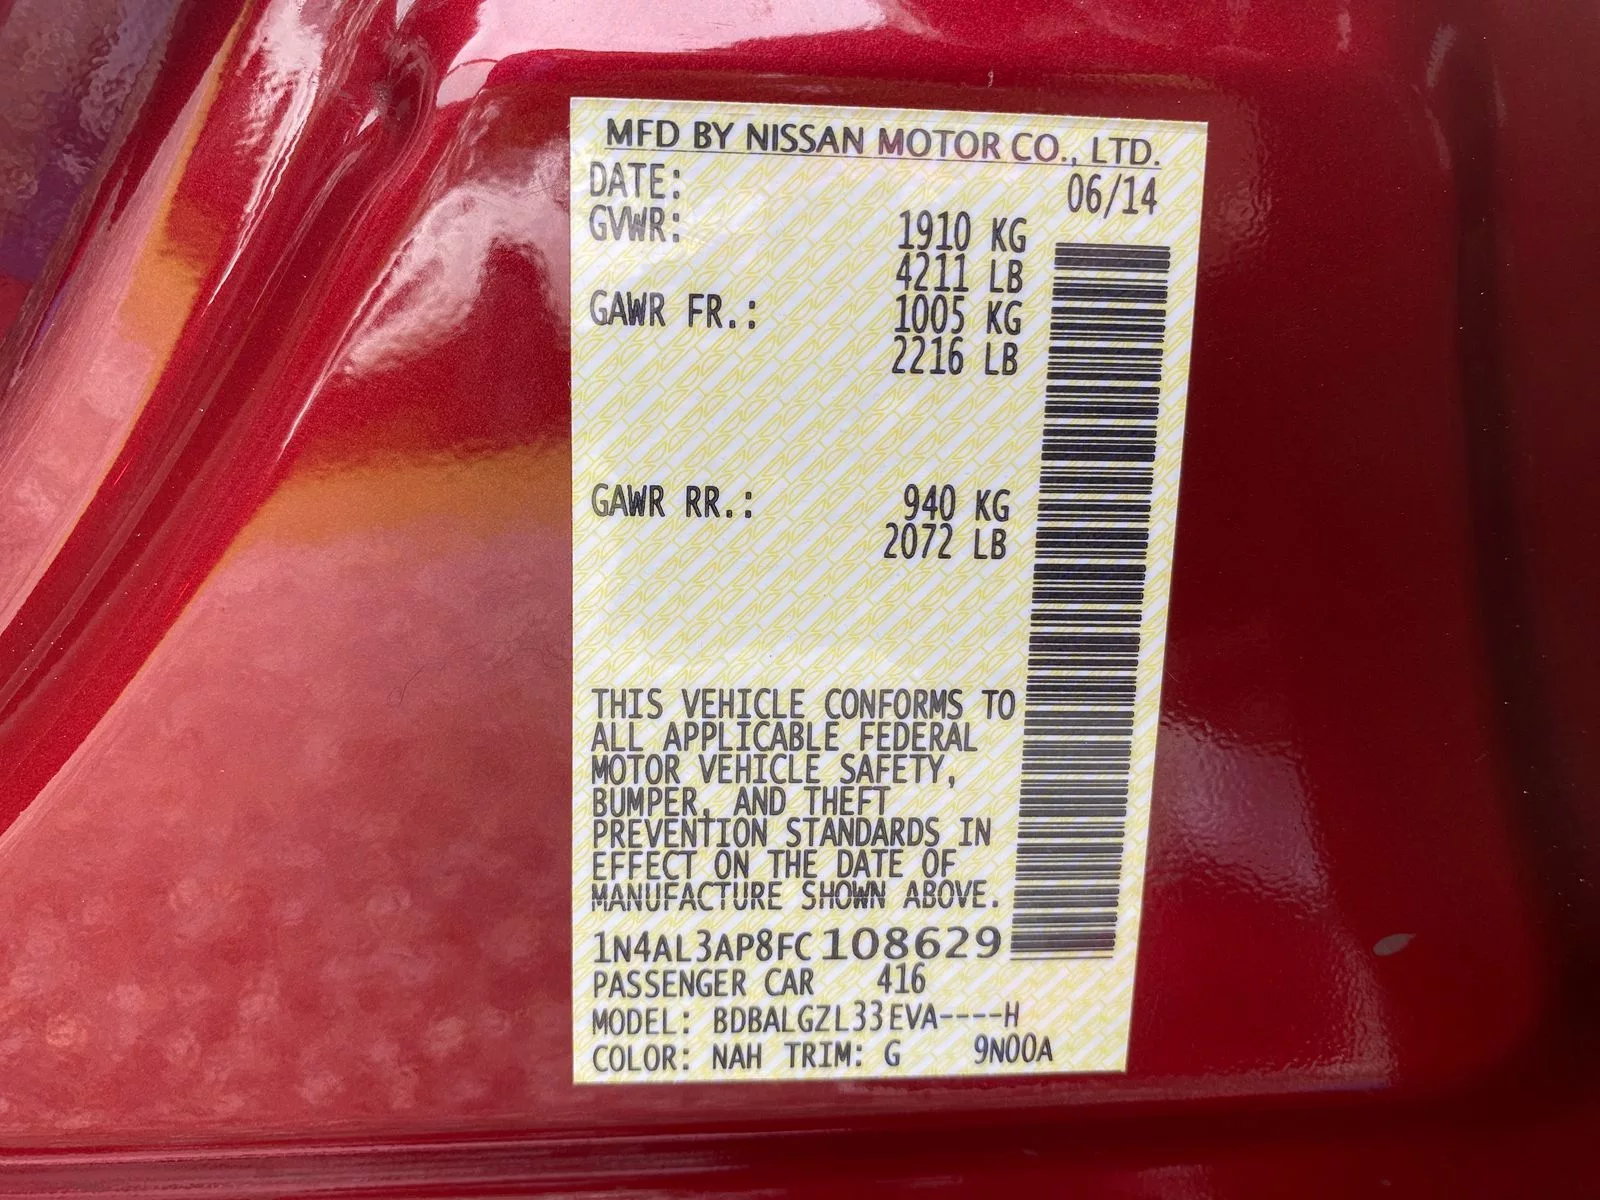 MFD BY NISSAN MOTOR CO., LTD.
DATE: 06/14
GVWR: 1910 KG
4211 LB
GAWR FR.: 1005 KG
2216 LB
GAWR RR.: 940 KG
2072 LB
THIS VEHICLE CONFORMS TO
ALL APPLICABLE FEDERAL
MOTOR VEHICLE SAFETY,
BUMPER, AND THEFT
PREVENTION STANDARDS IN
EFFECT ON THE DATE OF
MANUFACTURE SHOWN ABOVE.
1N4AL3AP8FC108629
PASSENGER CAR 416
MODEL: BDBALGZL33EVA----H
COLOR: NAH TRIM: G 9N00A